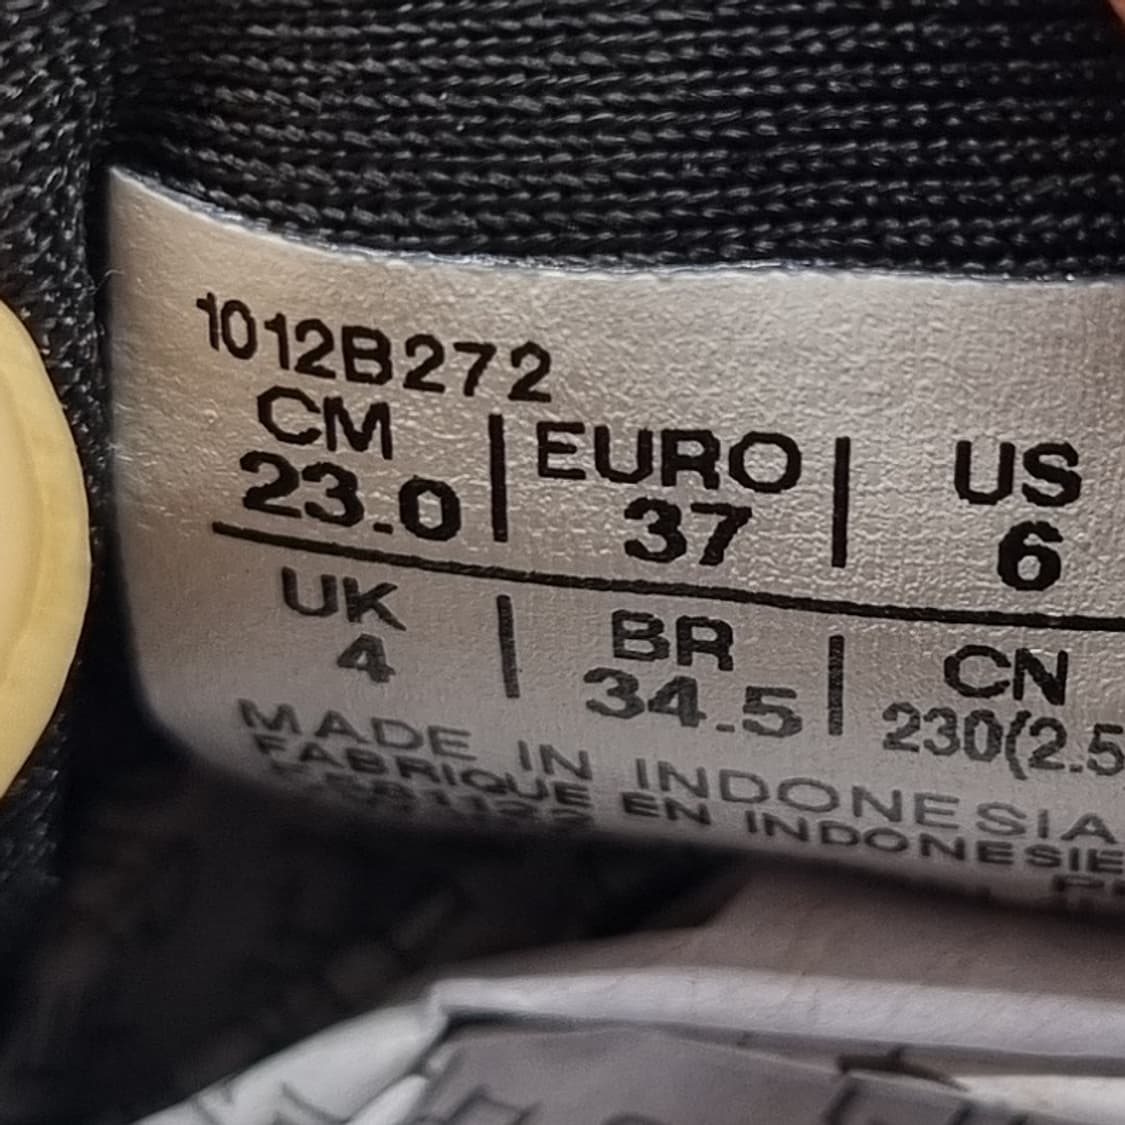 1012B272
CM | EURO | US
23.0 | 37 | 6
UK | BR | CN
4 | 34.5 | 230(2.5
MADE IN INDONESIA
FABRIQUE EN INDONESIE